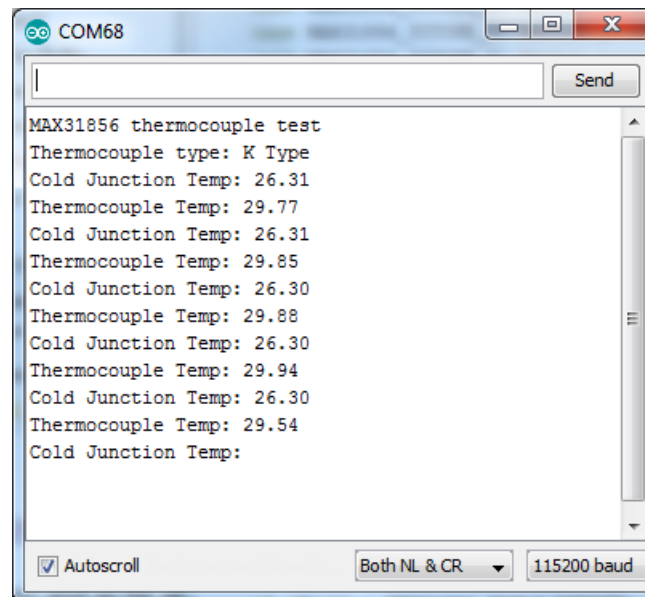 COM68
Send
MAX31856 thermocouple test
Thermocouple type: K Type
Cold Junction Temp: 26.31
Thermocouple Temp: 29.77
Cold Junction Temp: 26.31
Thermocouple Temp: 29.85
Cold Junction Temp: 26.30
Thermocouple Temp: 29.88
Cold Junction Temp: 26.30
Thermocouple Temp: 29.94
Cold Junction Temp: 26.30
Thermocouple Temp: 29.54
Cold Junction Temp:
Autoscroll
Both NL & CR
115200 baud